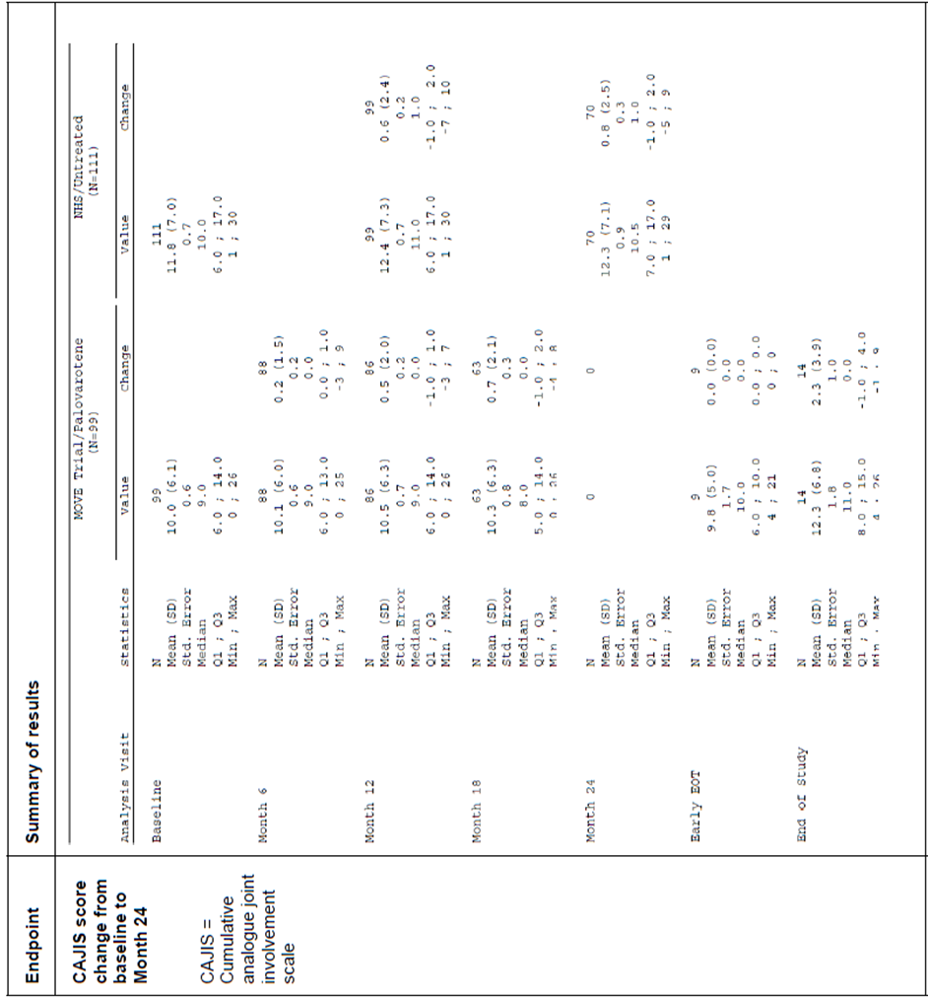 Endpoint Summary of results
CAJIS score
change from
baseline to
Month 24
CAJIS =
Cumulative
analogue joint
involvement
scale
MOVE Trial/Palovarotene NHS/Untreated
(N=99) (N=111)
Analysis Visit Statistics Value Change Value Change
Baseline N 99 111
Mean (SD) 10.0 (6.1) 11.8 (7.0)
Std. Error 0.6 0.7
Median 9.0 10.0
Q1 ; Q3 6.0 ; 14.0 6.0 ; 17.0
Min ; Max 0 ; 26 1 ; 30
Month 6 N 88 88
Mean (SD) 10.1 (6.0) 0.2 (1.5)
Std. Error 0.6 0.2
Median 9.0 0.0
Q1 ; Q3 6.0 ; 13.0 0.0 ; 1.0
Min ; Max 0 ; 25 -3 ; 9
Month 12 N 86 86 99 99
Mean (SD) 10.5 (6.3) 0.5 (2.0) 12.4 (7.3) 0.6 (2.4)
Std. Error 0.7 0.2 0.7 0.2
Median 9.0 0.0 11.0 1.0
Q1 ; Q3 6.0 ; 14.0 -1.0 ; 1.0 6.0 ; 17.0 -1.0 ; 2.0
Min ; Max 0 ; 26 -3 ; 7 1 ; 30 -7 ; 10
Month 18 N 63 63
Mean (SD) 10.3 (6.3) 0.7 (2.1)
Std. Error 0.8 0.3
Median 8.0 0.0
Q1 ; Q3 5.0 ; 14.0 -1.0 ; 2.0
Min ; Max 0 ; 26 -4 ; 8
Month 24 N 0 0 70 70
Mean (SD) 12.3 (7.1) 0.8 (2.5)
Std. Error 0.9 0.3
Median 10.5 1.0
Q1 ; Q3 7.0 ; 17.0 -1.0 ; 2.0
Min ; Max 1 ; 29 -5 ; 9
Early EOT N 9 9
Mean (SD) 9.8 (5.0) 0.0 (0.0)
Std. Error 1.7 0.0
Median 10.0 0.0
Q1 ; Q3 6.0 ; 10.0 0.0 ; 0.0
Min ; Max 4 ; 21 0 ; 0
End of Study N 14 14
Mean (SD) 12.3 (6.8) 2.3 (3.9)
Std. Error 1.8 1.0
Median 11.0 0.0
Q1 ; Q3 8.0 ; 15.0 -1.0 ; 4.0
Min ; Max 4 ; 26 -1 ; 9